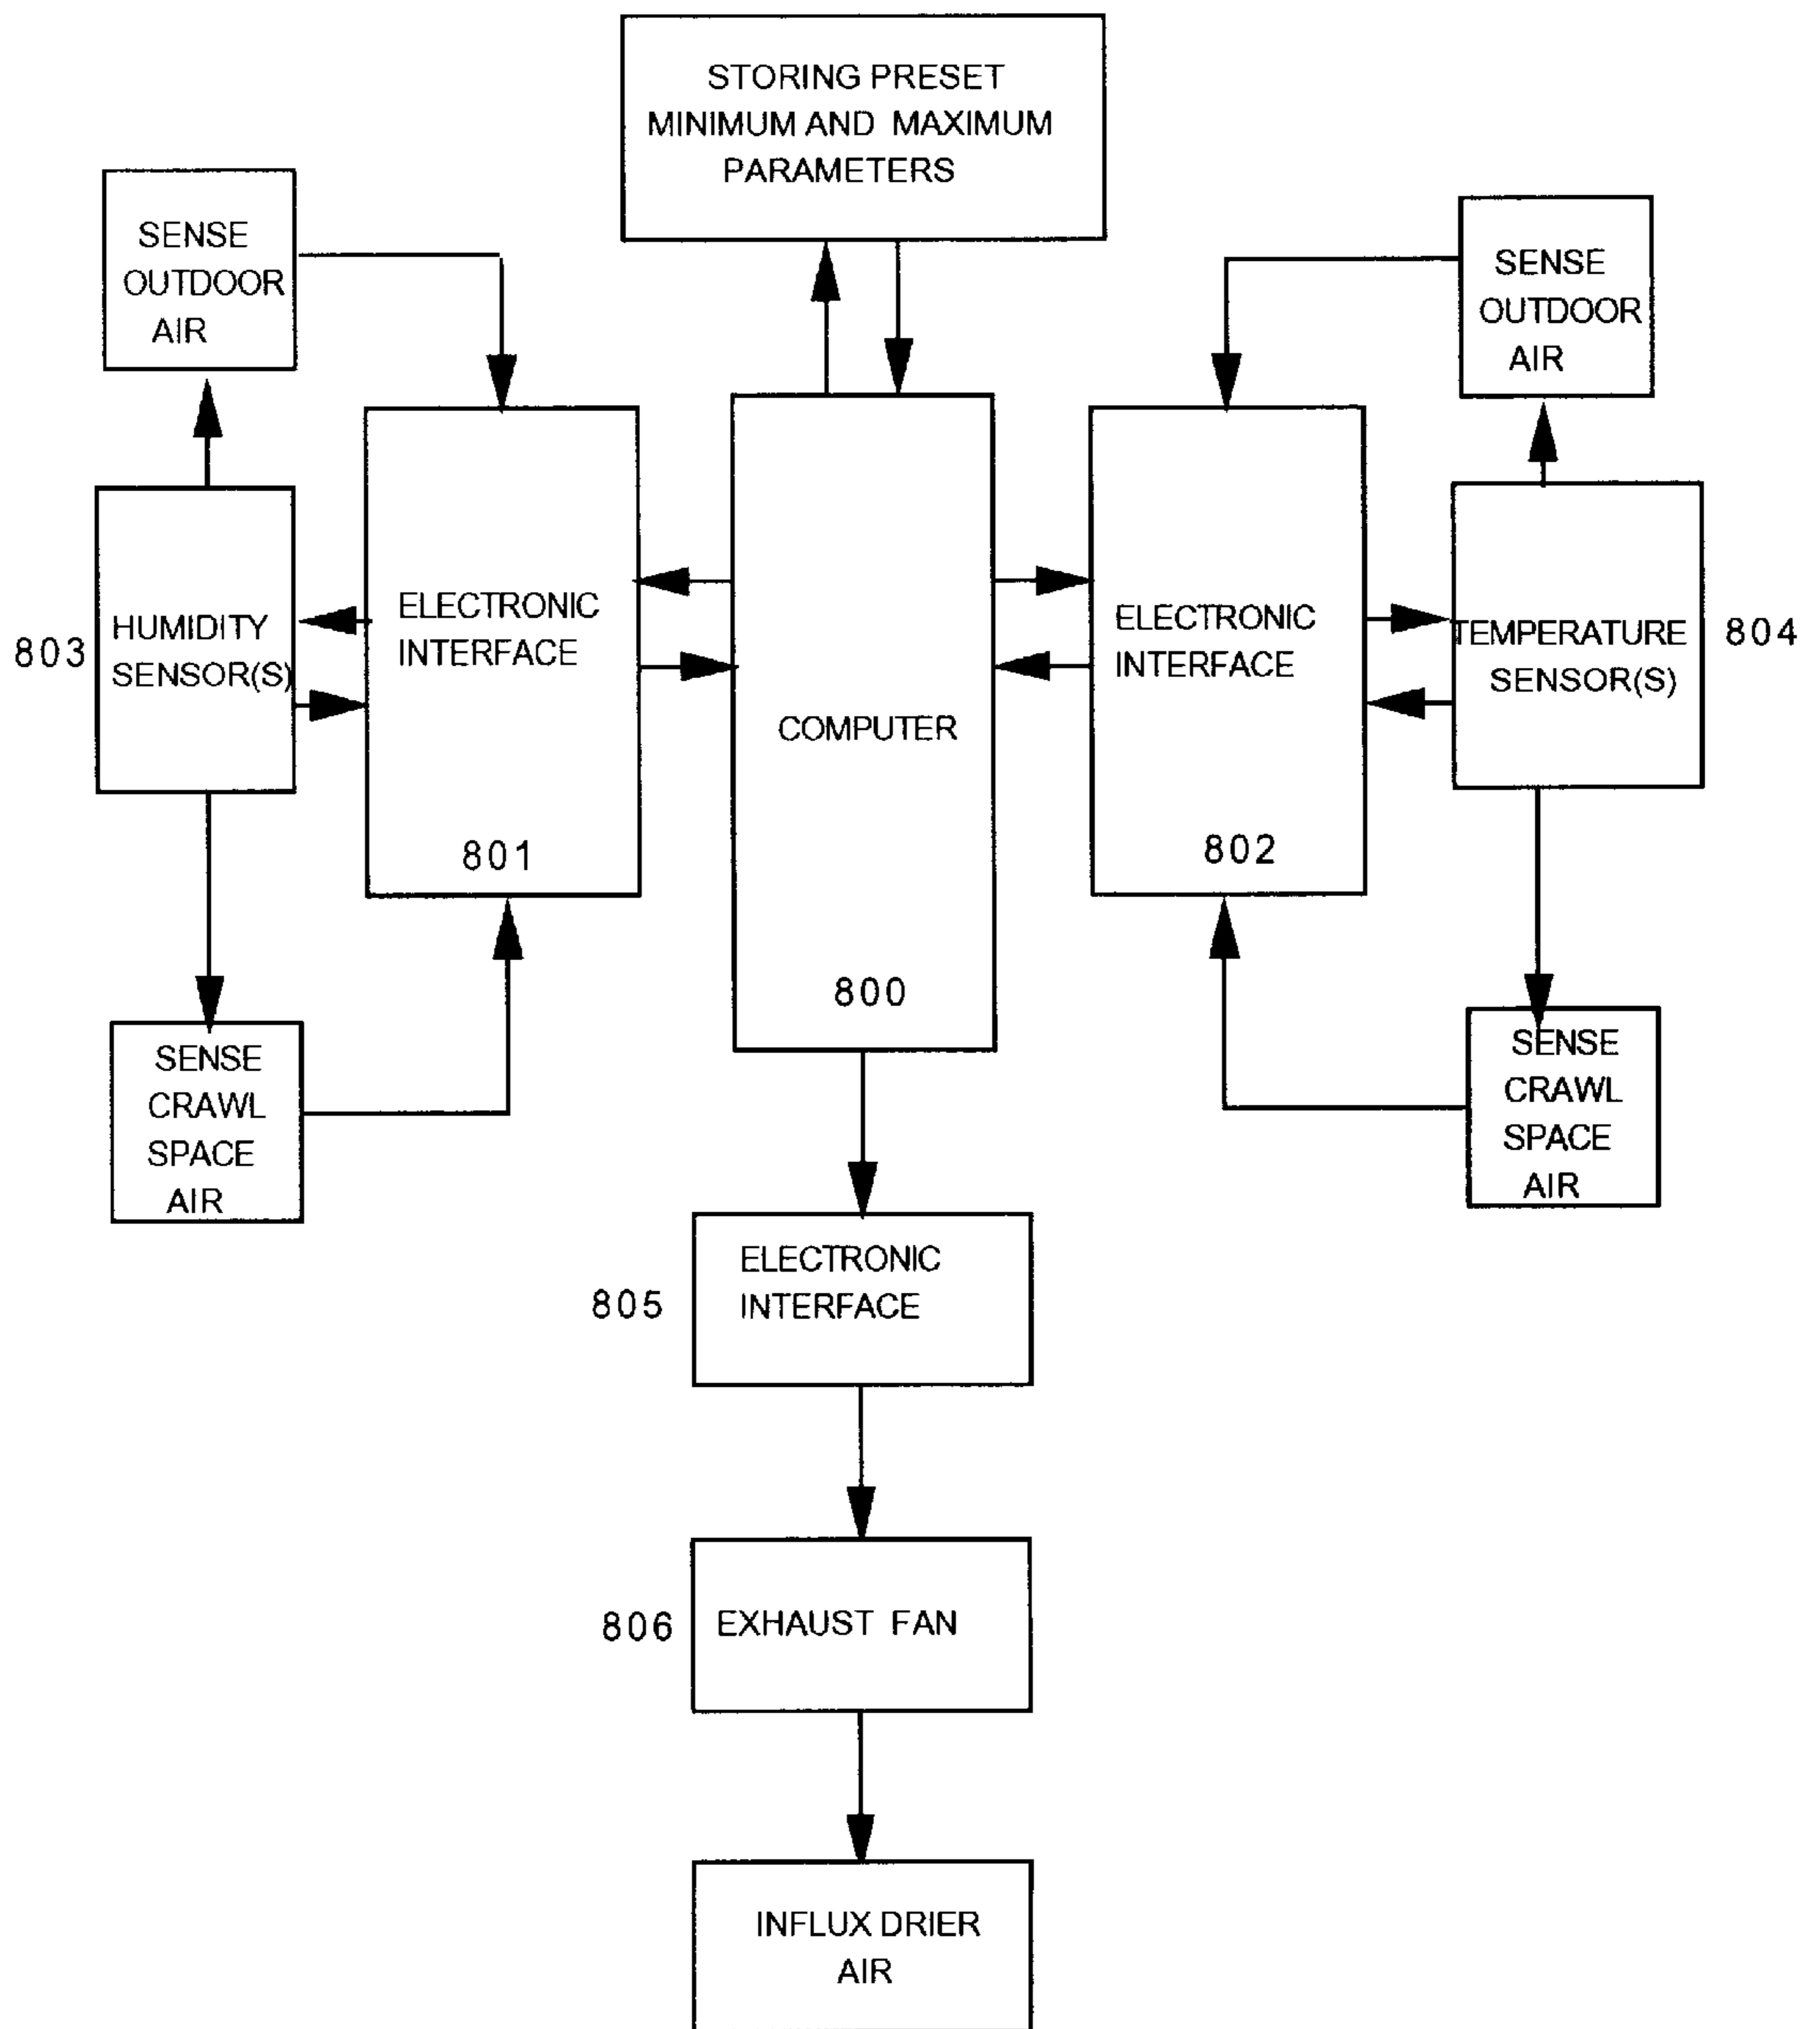 STORING PRESET
MINIMUM AND MAXIMUM
PARAMETERS
SENSE
OUTDOOR
AIR
SENSE
OUTDOOR
AIR
803
HUMIDITY
SENSOR(S)
ELECTRONIC
INTERFACE
801
COMPUTER
800
ELECTRONIC
INTERFACE
802
TEMPERATURE
SENSOR(S)
804
SENSE
CRAWL
SPACE
AIR
SENSE
CRAWL
SPACE
AIR
805
ELECTRONIC
INTERFACE
806
EXHAUST FAN
INFLUX DRIER
AIR